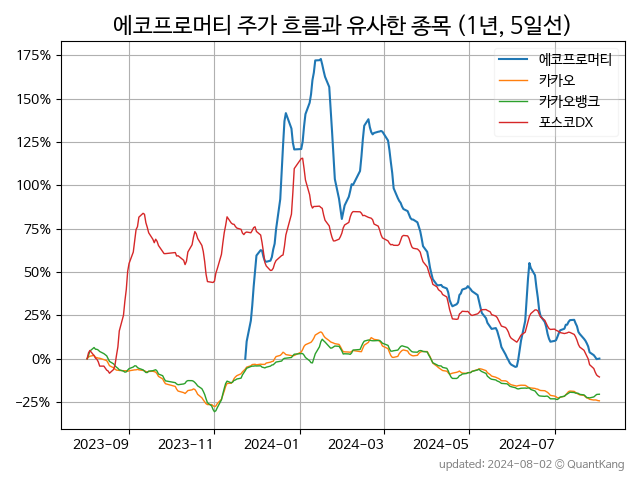 에코프로머티 주가 흐름과 유사한 종목 (1년, 5일선)
에코프로머티
카카오
카카오뱅크
포스코DX
175%
150%
125%
100%
75%
50%
25%
0%
−25%
2023-09 2023-11 2024-01 2024-03 2024-05 2024-07
updated: 2024-08-02 © QuantKang